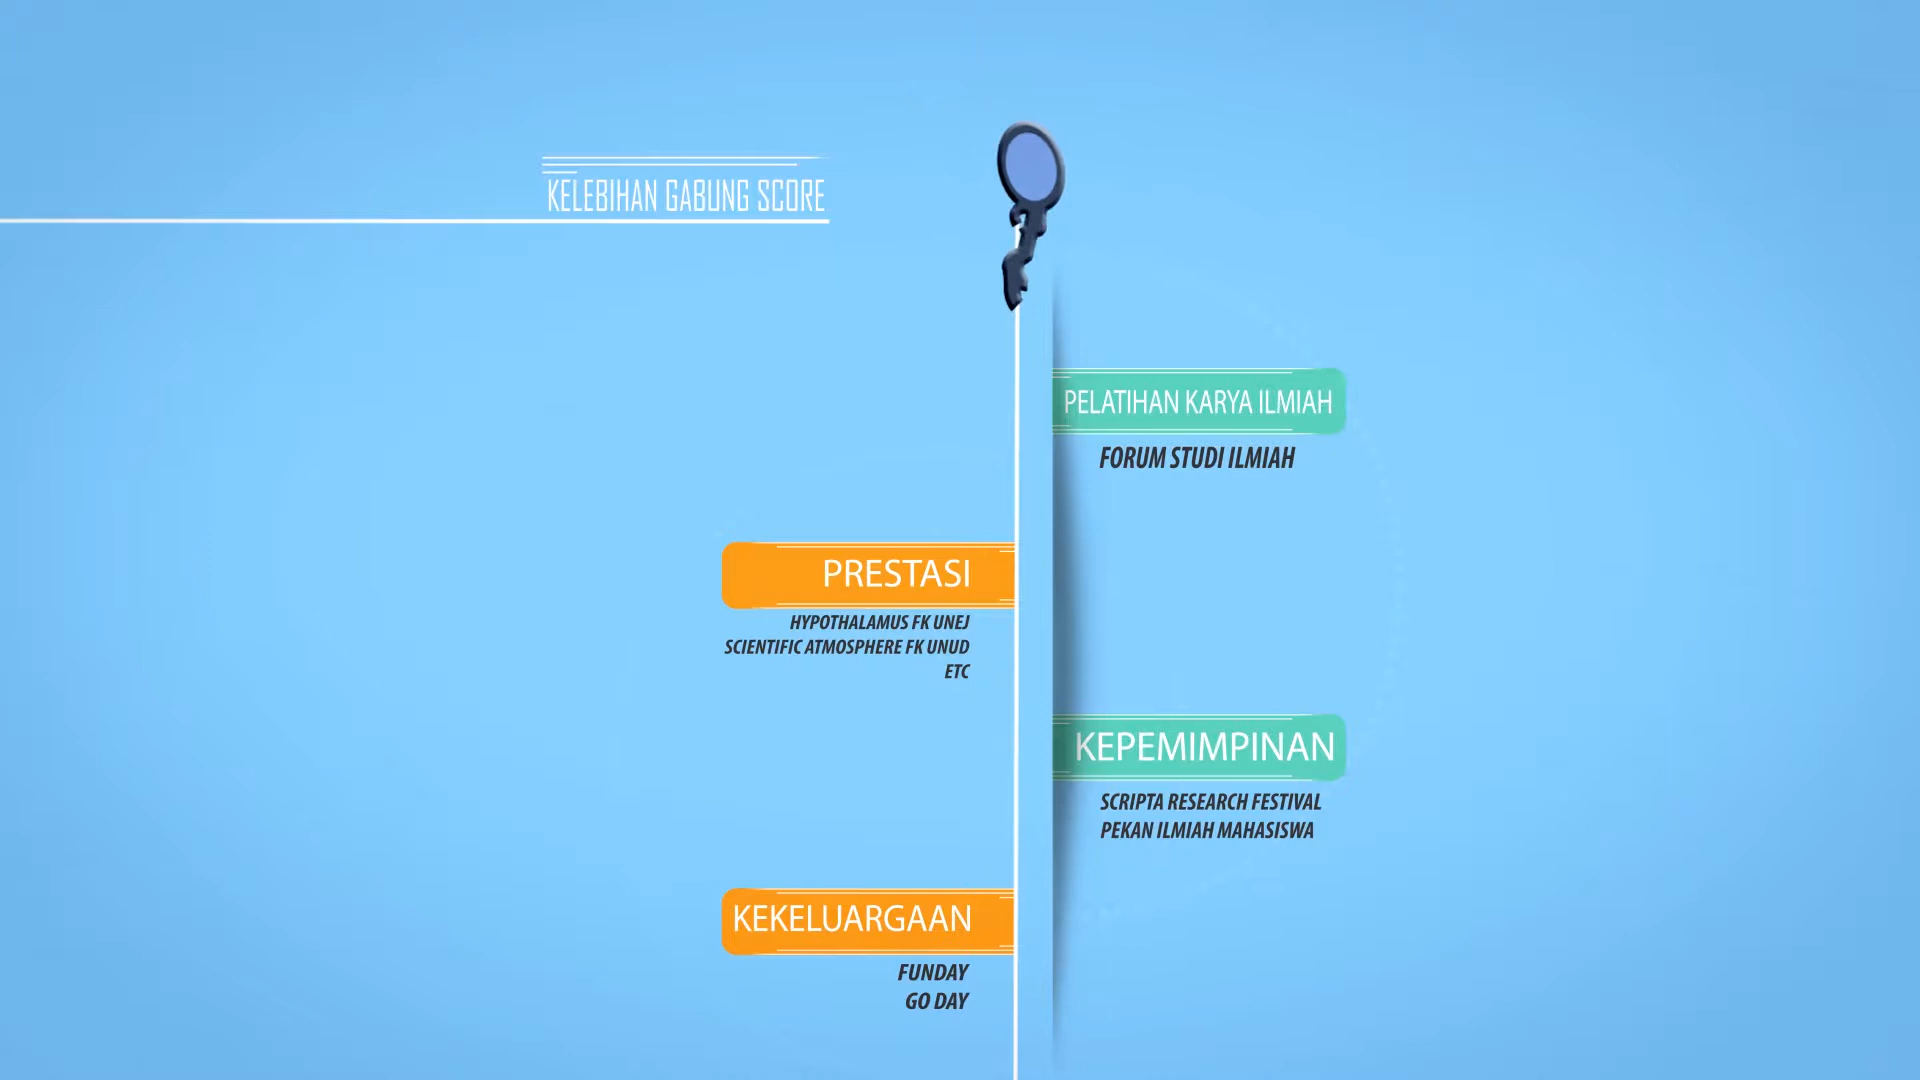 KELEBIHAN GABUNG SCORE
PELATIHAN KARYA ILMIAH
FORUM STUDI ILMIAH
PRESTASI
HYPOTHALAMUS FK UNEJ
SCIENTIFIC ATMOSPHERE FK UNUD
ETC
KEPEMIMPINAN
SCRIPTA RESEARCH FESTIVAL
PEKAN ILMIAH MAHASISWA
KEKELUARGAAN
FUNDAY
GO DAY